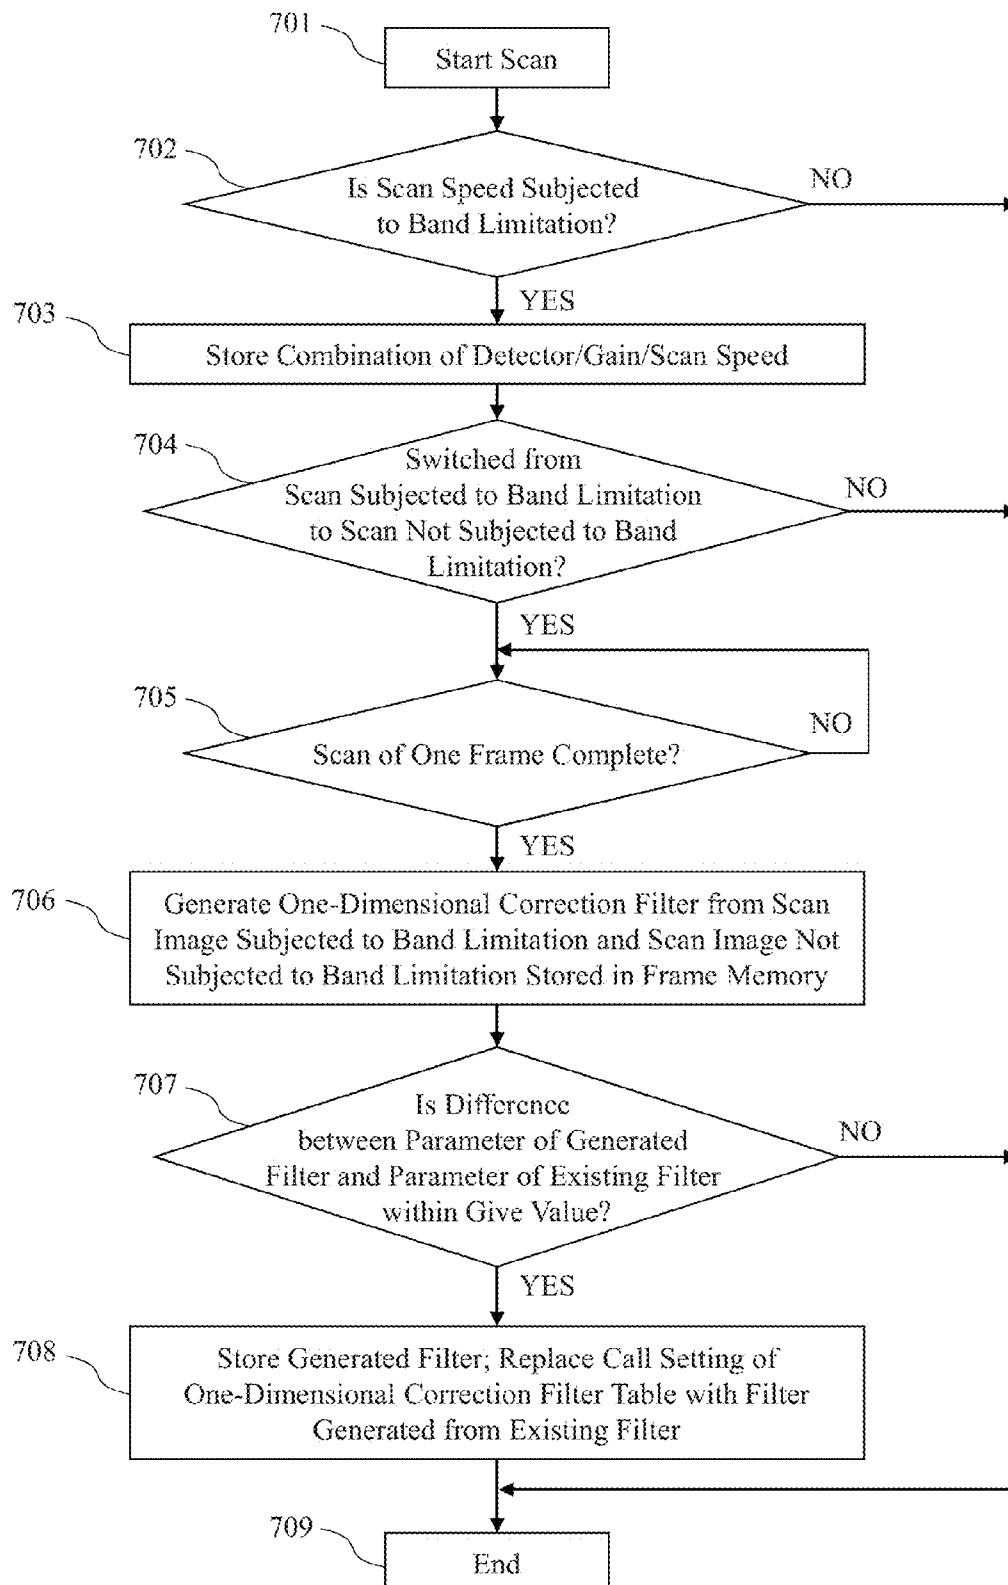 701
Start Scan
702
Is Scan Speed Subjected
to Band Limitation?
NO
YES
703
Store Combination of Detector/Gain/Scan Speed
704
Switched from
Scan Subjected to Band Limitation
to Scan Not Subjected to Band
Limitation?
NO
YES
705
Scan of One Frame Complete?
NO
YES
706
Generate One-Dimensional Correction Filter from Scan
Image Subjected to Band Limitation and Scan Image Not
Subjected to Band Limitation Stored in Frame Memory
707
Is Difference
between Parameter of Generated
Filter and Parameter of Existing Filter
within Give Value?
NO
YES
708
Store Generated Filter; Replace Call Setting of
One-Dimensional Correction Filter Table with Filter
Generated from Existing Filter
709
End